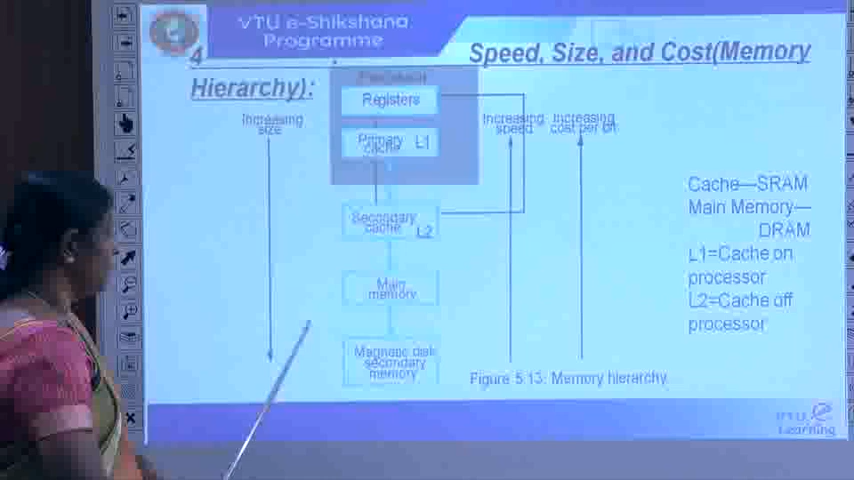 VTU e-Shikshana
Programme
4 Speed, Size, and Cost(Memory
Hierarchy):
Processor
Registers
Increasing
size
Primary
cache L1
Increasing
speed
Increasing
cost per bit
Secondary
cache L2
Main
memory
Magnetic disk
secondary
memory
Cache—SRAM
Main Memory—
DRAM
L1=Cache on
processor
L2=Cache off
processor
Figure 5.13: Memory hierarchy.
VTU e
Learning